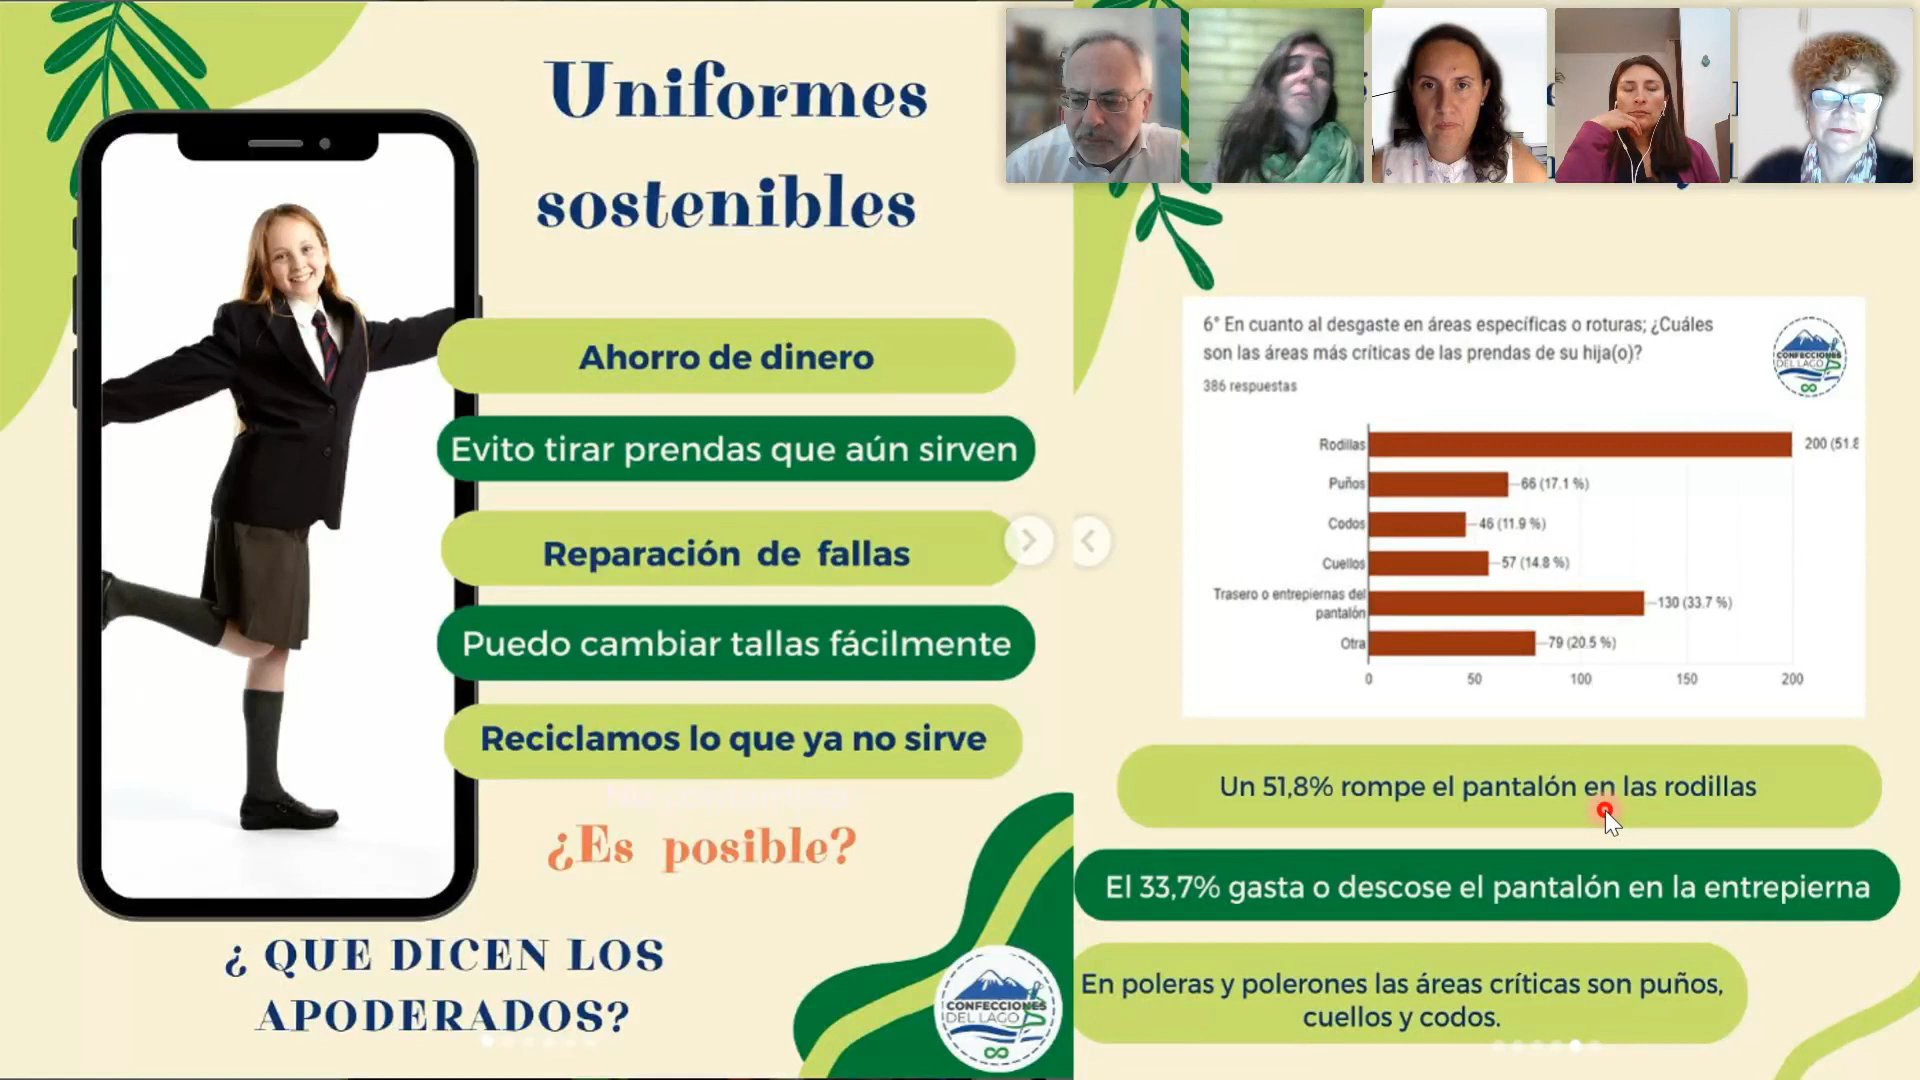 Uniformes
sostenibles
Ahorro de dinero
Evito tirar prendas que aún sirven
Reparación de fallas
Puedo cambiar tallas fácilmente
Reciclamos lo que ya no sirve
¿Es posible?
¿ QUE DICEN LOS
APODERADOS?
CONFECCIONES
DEL LAGO
6° En cuanto al desgaste en áreas específicas o roturas; ¿Cuáles
son las áreas más críticas de las prendas de su hija(o)?
386 respuestas
CONFECCIONES
DEL LAGO
Rodillas 200 (51.8
Puños 66 (17.1 %)
Codos 46 (11.9 %)
Cuellos 57 (14.8 %)
Trasero o entrepiernas del
pantalón 130 (33.7 %)
Otra 79 (20.5 %)
0 50 100 150 200
Un 51,8% rompe el pantalón en las rodillas
El 33,7% gasta o descose el pantalón en la entrepierna
En poleras y polerones las áreas críticas son puños,
cuellos y codos.